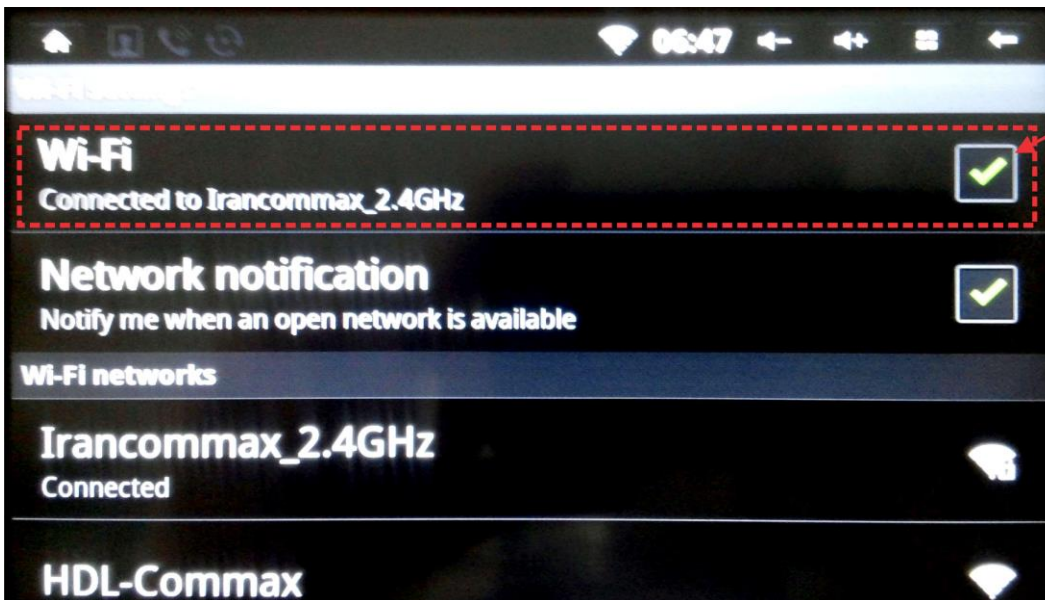 06:47
Wi-Fi
Connected to Irancommax_2.4GHz
Network notification
Notify me when an open network is available
Wi-Fi networks
Irancommax_2.4GHz
Connected
HDL-Commax